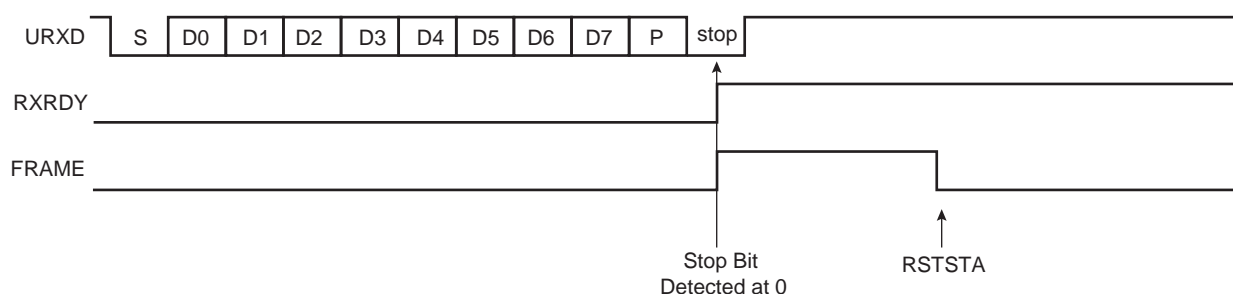 URXD S D0 D1 D2 D3 D4 D5 D6 D7 P stop
RXRDY
FRAME
Stop Bit
Detected at 0
RSTSTA